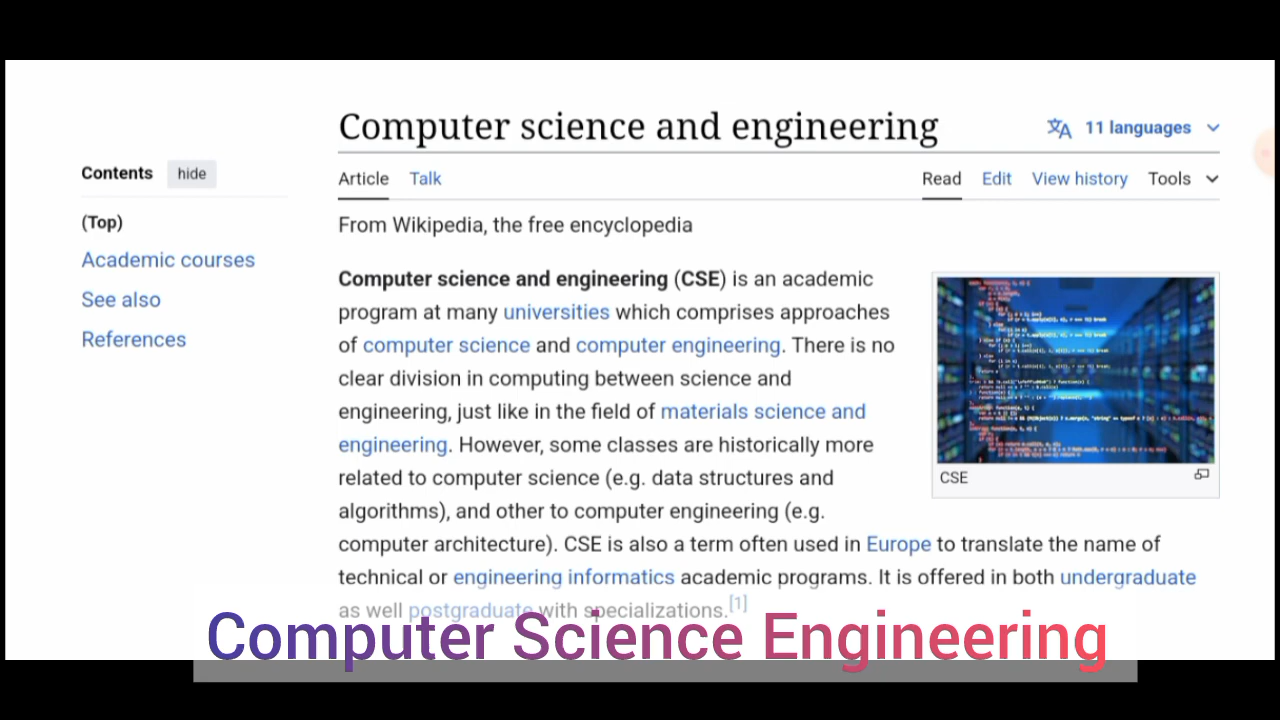 Computer science and engineering
11 languages
Contents hide
Article Talk
Read Edit View history Tools
(Top)
From Wikipedia, the free encyclopedia
Academic courses
See also
References
Computer science and engineering (CSE) is an academic
program at many universities which comprises approaches
of computer science and computer engineering. There is no
clear division in computing between science and
engineering, just like in the field of materials science and
engineering. However, some classes are historically more
related to computer science (e.g. data structures and
algorithms), and other to computer engineering (e.g.
computer architecture). CSE is also a term often used in Europe to translate the name of
technical or engineering informatics academic programs. It is offered in both undergraduate
as well postgraduate with specializations.[1]
CSE
Computer Science Engineering